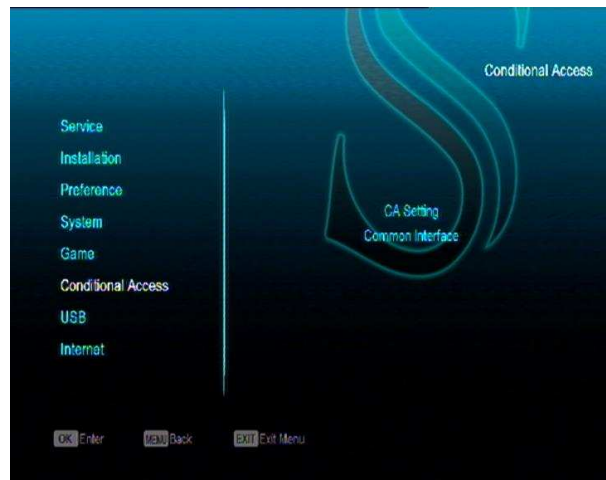 Conditional Access
Service
Installation
Preference
System
Game
Conditional Access
USB
Internet
CA Setting
Common Interface
OK Enter MENU Back EXIT Exit Menu